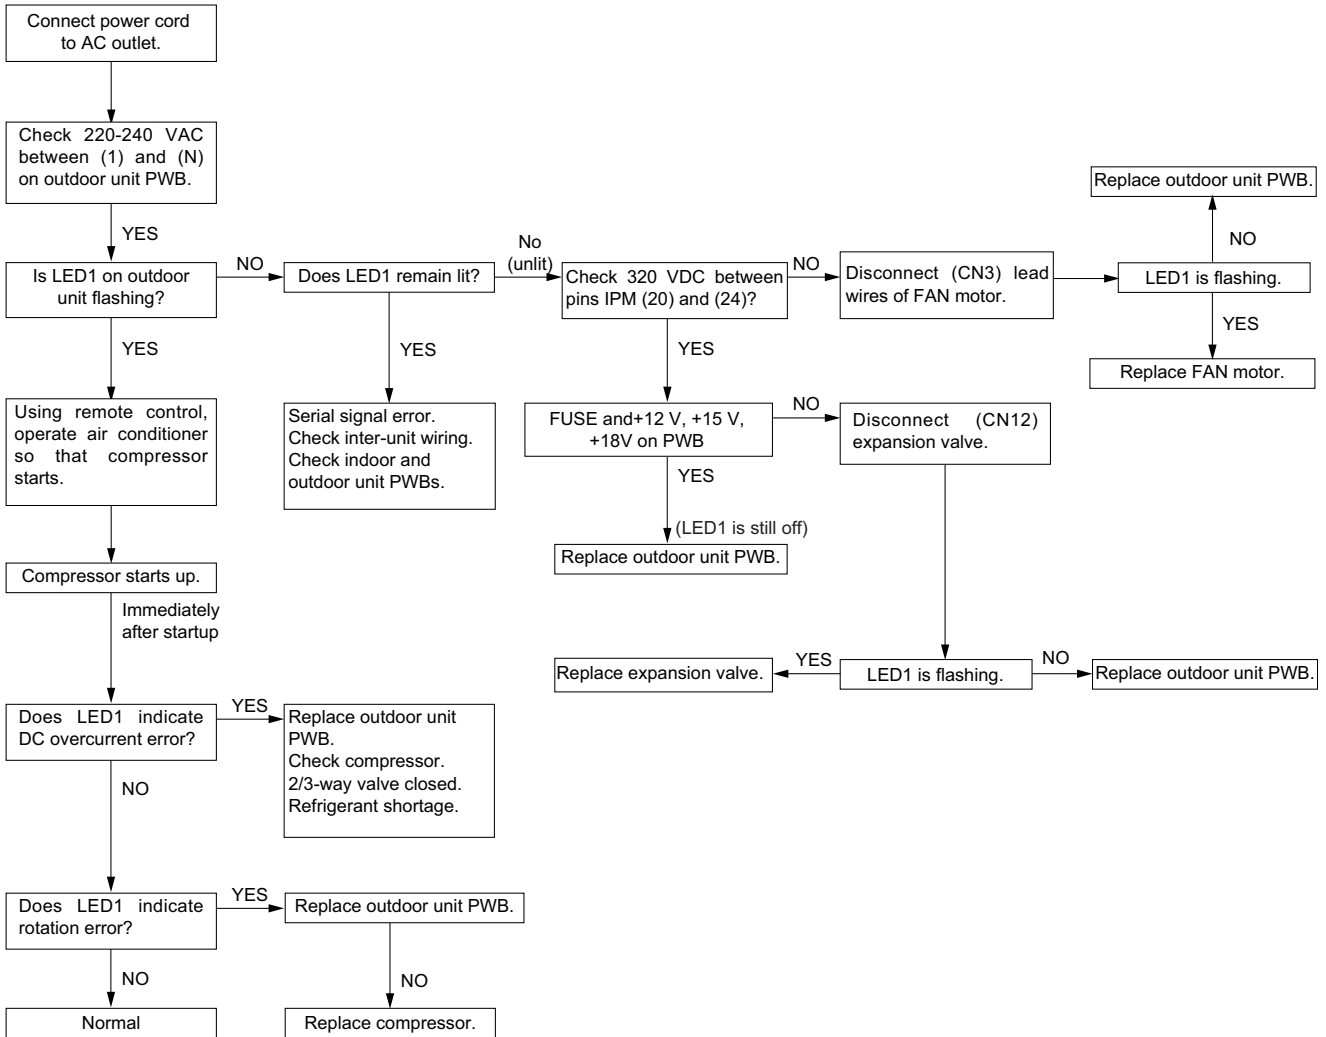 Connect power cord
to AC outlet.
Check 220-240 VAC
between (1) and (N)
on outdoor unit PWB.
YES
Is LED1 on outdoor
unit flashing?
NO
Does LED1 remain lit?
No
(unlit)
Check 320 VDC between
pins IPM (20) and (24)?
NO
Disconnect (CN3) lead
wires of FAN motor.
LED1 is flashing.
NO
Replace outdoor unit PWB.
YES
Replace FAN motor.
YES
Using remote control,
operate air conditioner
so that compressor
starts.
YES
Serial signal error.
Check inter-unit wiring.
Check indoor and
outdoor unit PWBs.
YES
FUSE and+12 V, +15 V,
+18V on PWB
NO
Disconnect (CN12)
expansion valve.
YES
(LED1 is still off)
Replace outdoor unit PWB.
Compressor starts up.
Immediately
after startup
Replace expansion valve.
YES
LED1 is flashing.
NO
Replace outdoor unit PWB.
Does LED1 indicate
DC overcurrent error?
YES
Replace outdoor unit
PWB.
Check compressor.
2/3-way valve closed.
Refrigerant shortage.
NO
Does LED1 indicate
rotation error?
YES
Replace outdoor unit PWB.
NO
NO
Normal
Replace compressor.